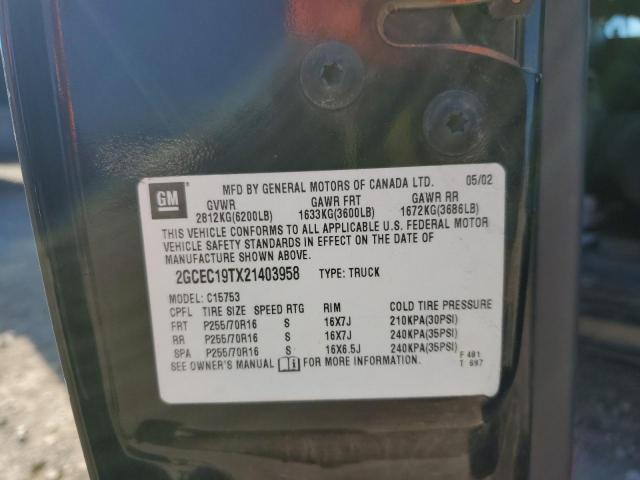 GM
MFD BY GENERAL MOTORS OF CANADA LTD. 05/02
GVWR GAWR FRT GAWR RR
2812KG(6200LB) 1633KG(3600LB) 1672KG(3686LB)
THIS VEHICLE CONFORMS TO ALL APPLICABLE U.S. FEDERAL MOTOR
VEHICLE SAFETY STANDARDS IN EFFECT ON THE DATE OF
MANUFACTURE SHOWN ABOVE.
2GCEC19TX21403958 TYPE: TRUCK
MODEL: C15753
CPFL TIRE SIZE SPEED RTG RIM COLD TIRE PRESSURE
FRT P255/70R16 S 16X7J 210KPA(30PSI)
RR P255/70R16 S 16X7J 240KPA(35PSI)
SPA P255/70R16 S 16X6.5J 240KPA(35PSI)
SEE OWNER'S MANUAL FOR MORE INFORMATION.
F 481
T 697